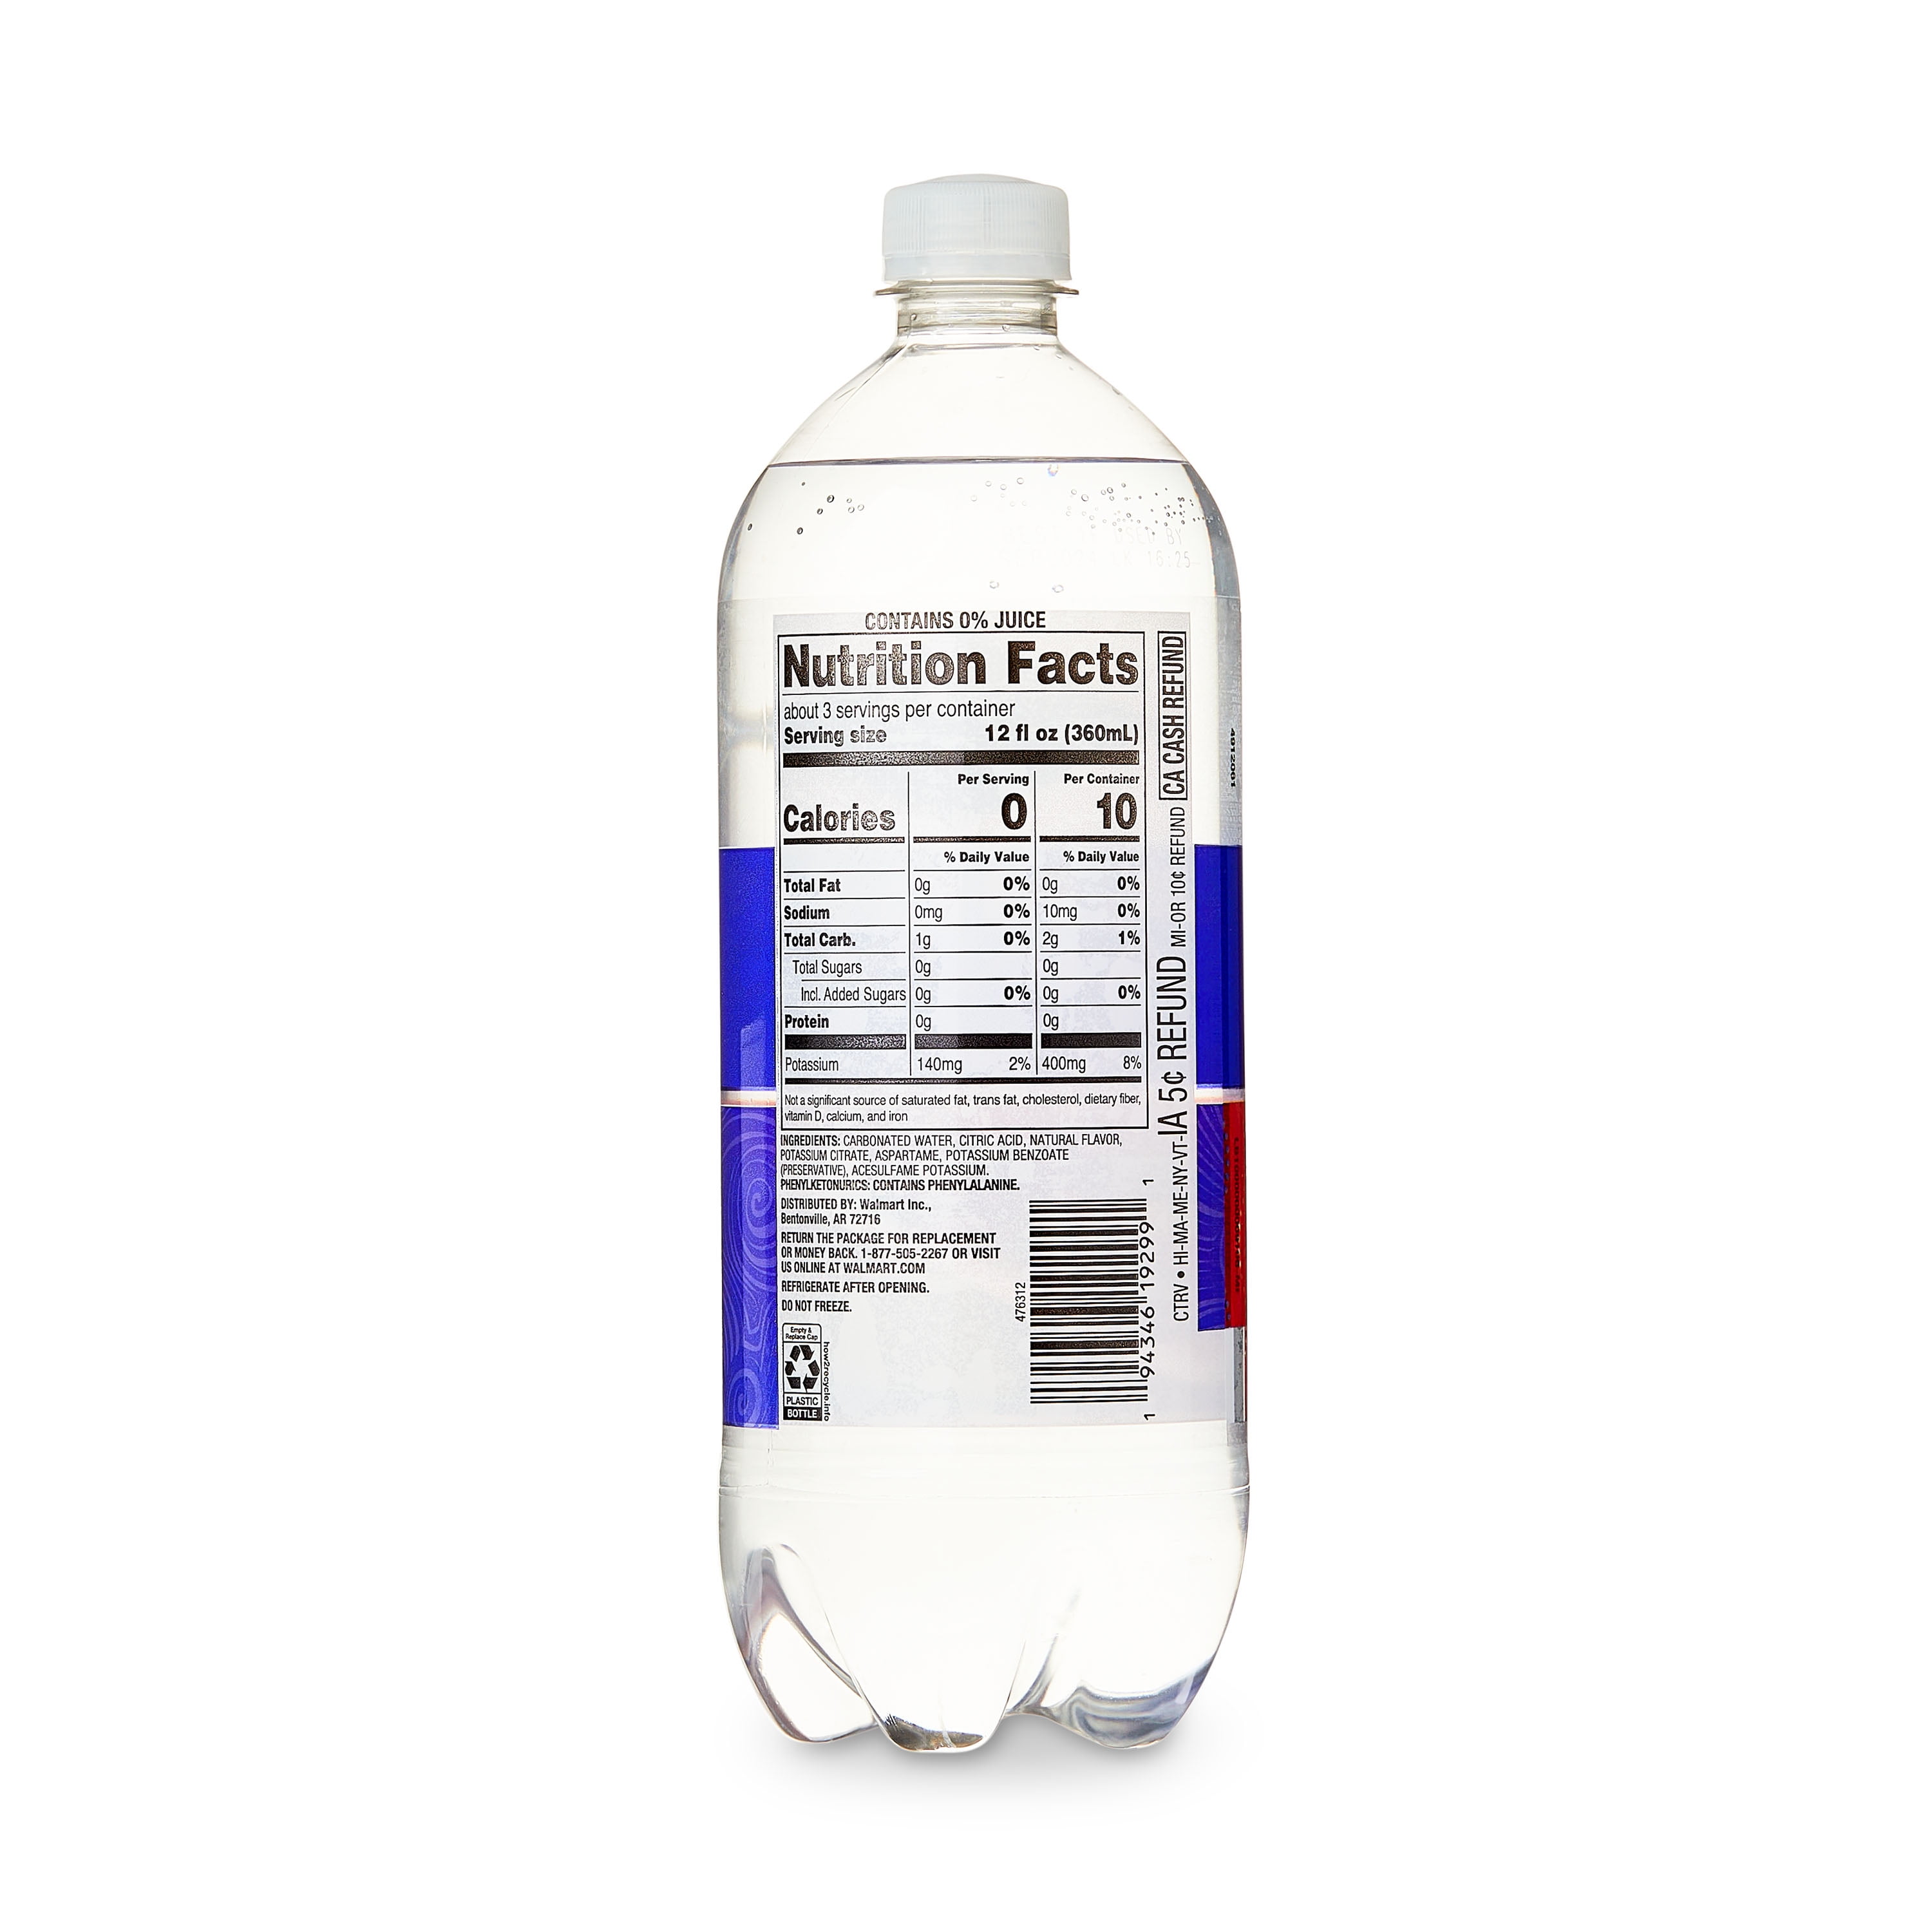 USED BY
16:25
CONTAINS 0% JUICE
Nutrition Facts
about 3 servings per container
Serving size 12 fl oz (360mL)
Per Serving Per Container
Calories 0 10
% Daily Value % Daily Value
Total Fat 0g 0% 0g 0%
Sodium 0mg 0% 10mg 0%
Total Carb. 1g 0% 2g 1%
Total Sugars 0g 0g
Incl. Added Sugars 0g 0% 0g 0%
Protein 0g 0g
Potassium 140mg 2% 400mg 8%
Not a significant source of saturated fat, trans fat, cholesterol, dietary fiber,
vitamin D, calcium, and iron
INGREDIENTS: CARBONATED WATER, CITRIC ACID, NATURAL FLAVOR,
POTASSIUM CITRATE, ASPARTAME, POTASSIUM BENZOATE
(PRESERVATIVE), ACESULFAME POTASSIUM.
PHENYLKETONURICS: CONTAINS PHENYLALANINE.
DISTRIBUTED BY: Walmart Inc.,
Bentonville, AR 72716
RETURN THE PACKAGE FOR REPLACEMENT
OR MONEY BACK. 1-877-505-2267 OR VISIT
US ONLINE AT WALMART.COM
REFRIGERATE AFTER OPENING.
DO NOT FREEZE.
Empty &
Replace Cap
PLASTIC
BOTTLE
how2recycle.info
476312
1 94346 19299 1
CTRV • HI-MA-ME-NY-VT-IA 5¢ REFUND MI-OR 10¢ REFUND CA CASH REFUND
4912001